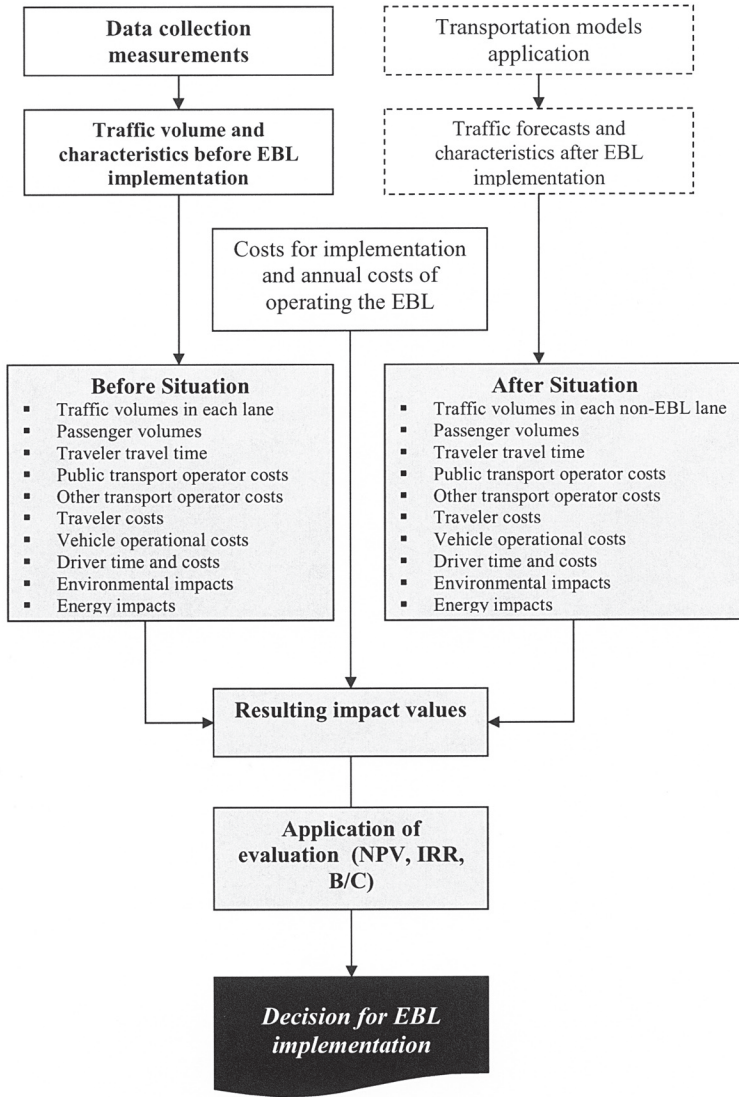 Data collection
measurements
Transportation models
application
Traffic volume and
characteristics before EBL
implementation
Traffic forecasts and
characteristics after EBL
implementation
Costs for implementation
and annual costs of
operating the EBL
Before Situation
▪ Traffic volumes in each lane
▪ Passenger volumes
▪ Traveler travel time
▪ Public transport operator costs
▪ Other transport operator costs
▪ Traveler costs
▪ Vehicle operational costs
▪ Driver time and costs
▪ Environmental impacts
▪ Energy impacts
After Situation
▪ Traffic volumes in each non-EBL lane
▪ Passenger volumes
▪ Traveler travel time
▪ Public transport operator costs
▪ Other transport operator costs
▪ Traveler costs
▪ Vehicle operational costs
▪ Driver time and costs
▪ Environmental impacts
▪ Energy impacts
Resulting impact values
Application of
evaluation (NPV, IRR,
B/C)
Decision for EBL
implementation